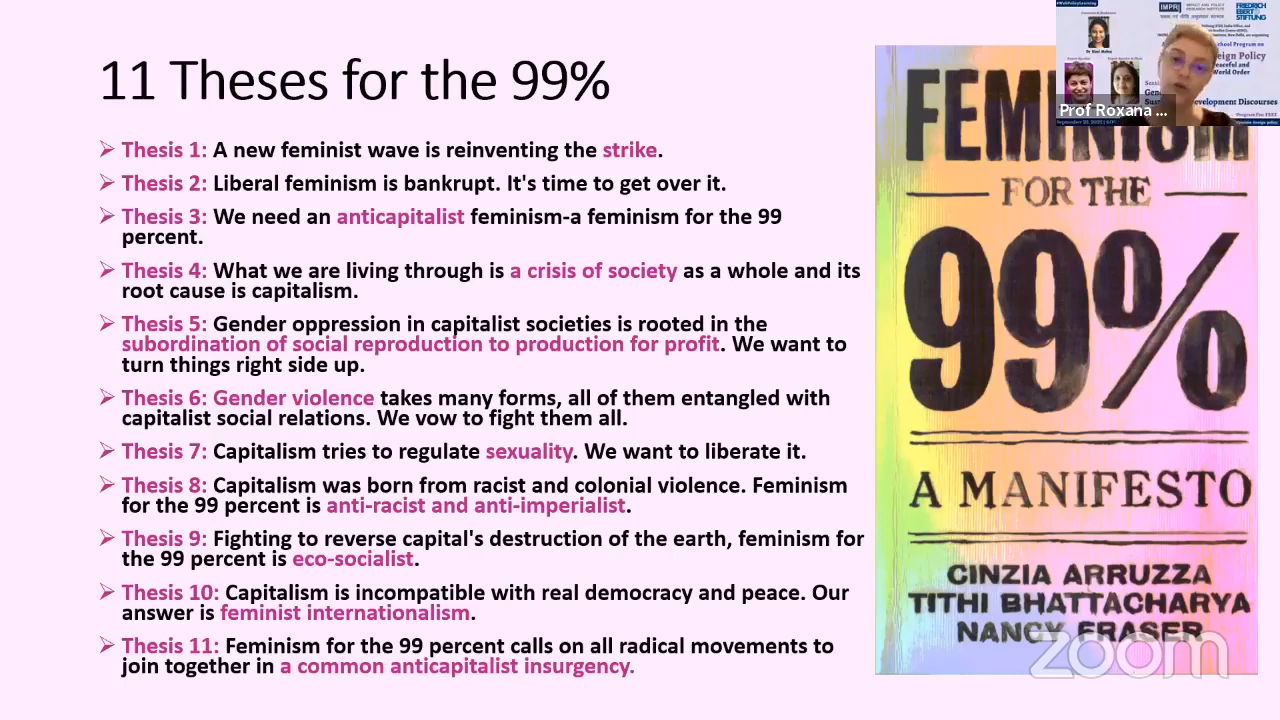 11 Theses for the 99%
Thesis 1: A new feminist wave is reinventing the strike.
Thesis 2: Liberal feminism is bankrupt. It's time to get over it.
Thesis 3: We need an anticapitalist feminism-a feminism for the 99
percent.
Thesis 4: What we are living through is a crisis of society as a whole and its
root cause is capitalism.
Thesis 5: Gender oppression in capitalist societies is rooted in the
subordination of social reproduction to production for profit. We want to
turn things right side up.
Thesis 6: Gender violence takes many forms, all of them entangled with
capitalist social relations. We vow to fight them all.
Thesis 7: Capitalism tries to regulate sexuality. We want to liberate it.
Thesis 8: Capitalism was born from racist and colonial violence. Feminism
for the 99 percent is anti-racist and anti-imperialist.
Thesis 9: Fighting to reverse capital's destruction of the earth, feminism for
the 99 percent is eco-socialist.
Thesis 10: Capitalism is incompatible with real democracy and peace. Our
answer is feminist internationalism.
Thesis 11: Feminism for the 99 percent calls on all radical movements to
join together in a common anticapitalist insurgency.
IMPRI
FRIEDRICH
EBERT
STIFTUNG
Policy
World Order
Development Discourses
Prof Roxana ...
FEMINISM
FOR THE
99%
A MANIFESTO
CINZIA ARRUZZA
TITHI BHATTACHARYA
NANCY FRASER
zoom